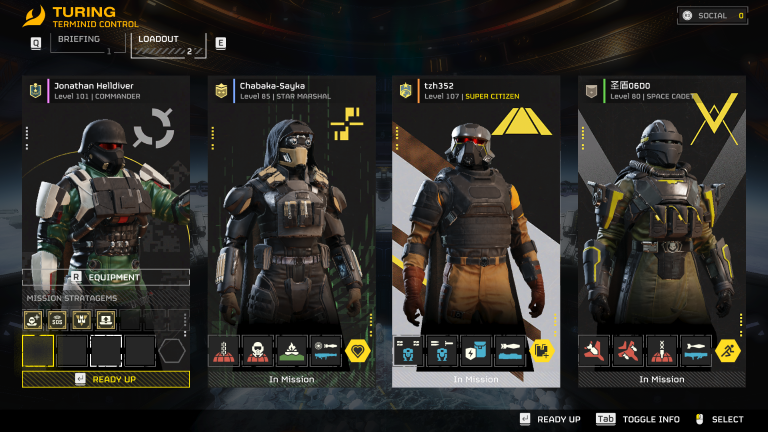 TURING
TERMINID CONTROL
SOCIAL 0
Q BRIEFING 1 LOADOUT 2 E
Jonathan Helldiver
Level 101 | COMMANDER
Chabaka-Sayka
Level 85 | STAR MARSHAL
tzh352
Level 107 | SUPER CITIZEN
圣盾06D0
Level 80 | SPACE CADET
R EQUIPMENT
MISSION STRATAGEMS
SOS
READY UP
In Mission
In Mission
In Mission
READY UP Tab TOGGLE INFO SELECT